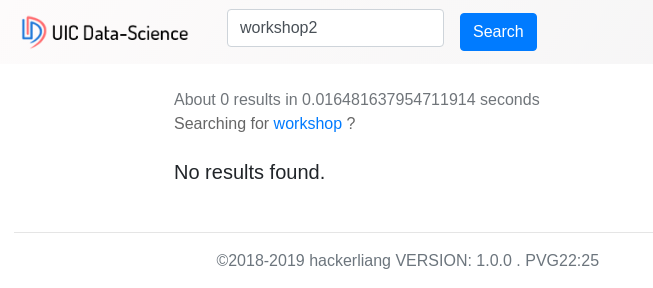 UIC Data-Science
workshop2
Search
About 0 results in 0.016481637954711914 seconds
Searching for workshop ?
No results found.
©2018-2019 hackerliang VERSION: 1.0.0 . PVG22:25